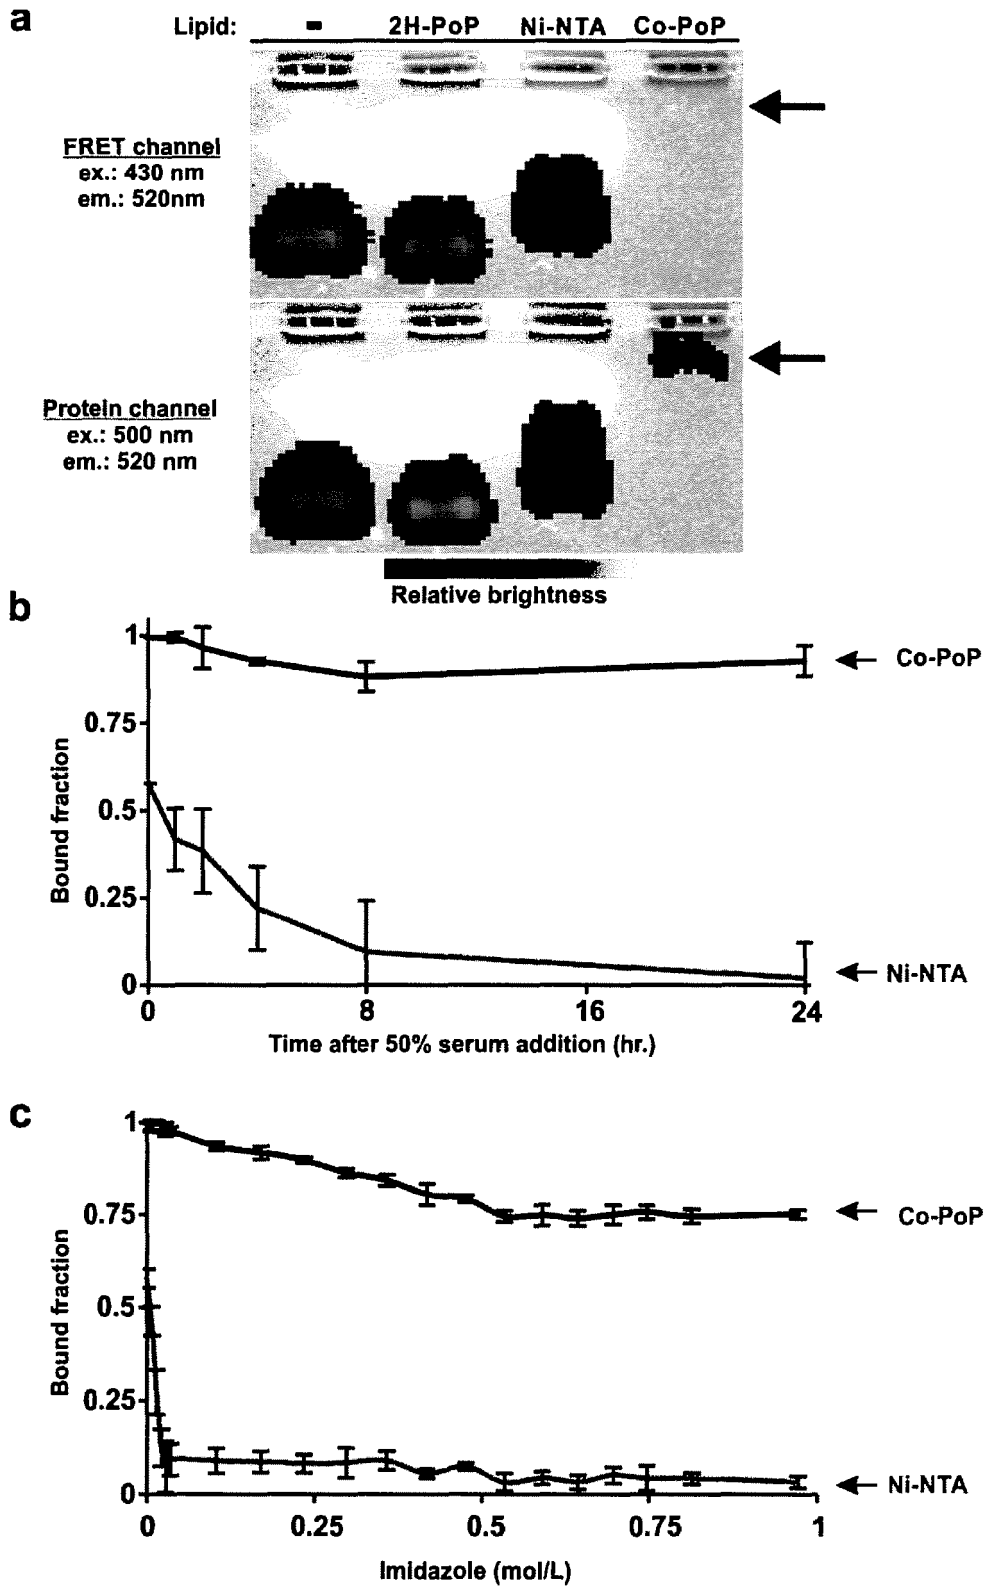 a
Lipid: - 2H-PoP Ni-NTA Co-PoP
FRET channel
ex.: 430 nm
em.: 520nm
Protein channel
ex.: 500 nm
em.: 520 nm
Relative brightness
b
1
0.75
0.5
0.25
0
Bound fraction
Co-PoP
Ni-NTA
0 8 16 24
Time after 50% serum addition (hr.)
c
1
0.75
0.5
0.25
0
Bound fraction
Co-PoP
Ni-NTA
0 0.25 0.5 0.75 1
Imidazole (mol/L)